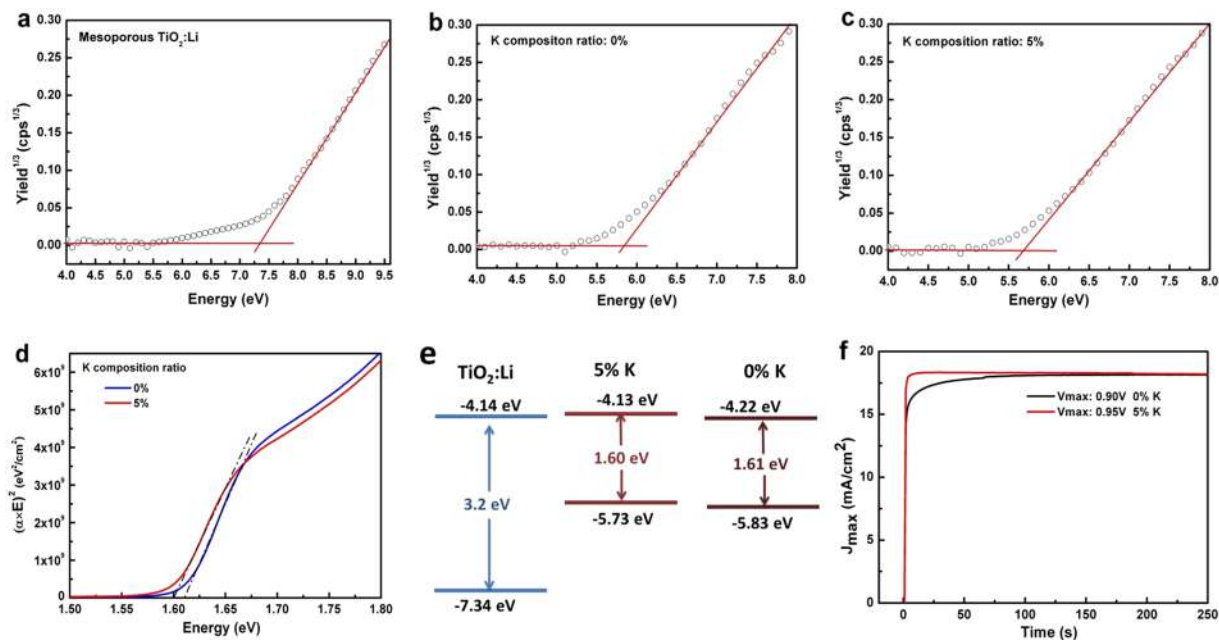 a
Mesoporous TiO2:Li
0.30
0.25
0.20
0.15
0.10
0.05
0.00
Yield1/3 (cps1/3)
4.0 4.5 5.0 5.5 6.0 6.5 7.0 7.5 8.0 8.5 9.0 9.5
Energy (eV)
b
K compositon ratio: 0%
0.30
0.25
0.20
0.15
0.10
0.05
0.00
Yield1/3 (cps1/3)
4.0 4.5 5.0 5.5 6.0 6.5 7.0 7.5 8.0
Energy (eV)
c
K composition ratio: 5%
0.30
0.25
0.20
0.15
0.10
0.05
0.00
Yield1/3 (cps1/3)
4.0 4.5 5.0 5.5 6.0 6.5 7.0 7.5 8.0
Energy (eV)
d
K composition ratio
0%
5%
6x10⁹
5x10⁹
4x10⁹
3x10⁹
2x10⁹
1x10⁹
0
(α×E)² (eV²/cm²)
1.50 1.55 1.60 1.65 1.70 1.75 1.80
Energy (eV)
e
TiO2:Li 5% K 0% K
-4.14 eV -4.13 eV -4.22 eV
3.2 eV 1.60 eV 1.61 eV
-7.34 eV -5.73 eV -5.83 eV
f
20
15
10
5
0
Jmax (mA/cm²)
Vmax: 0.90V 0% K
Vmax: 0.95V 5% K
0 50 100 150 200 250
Time (s)